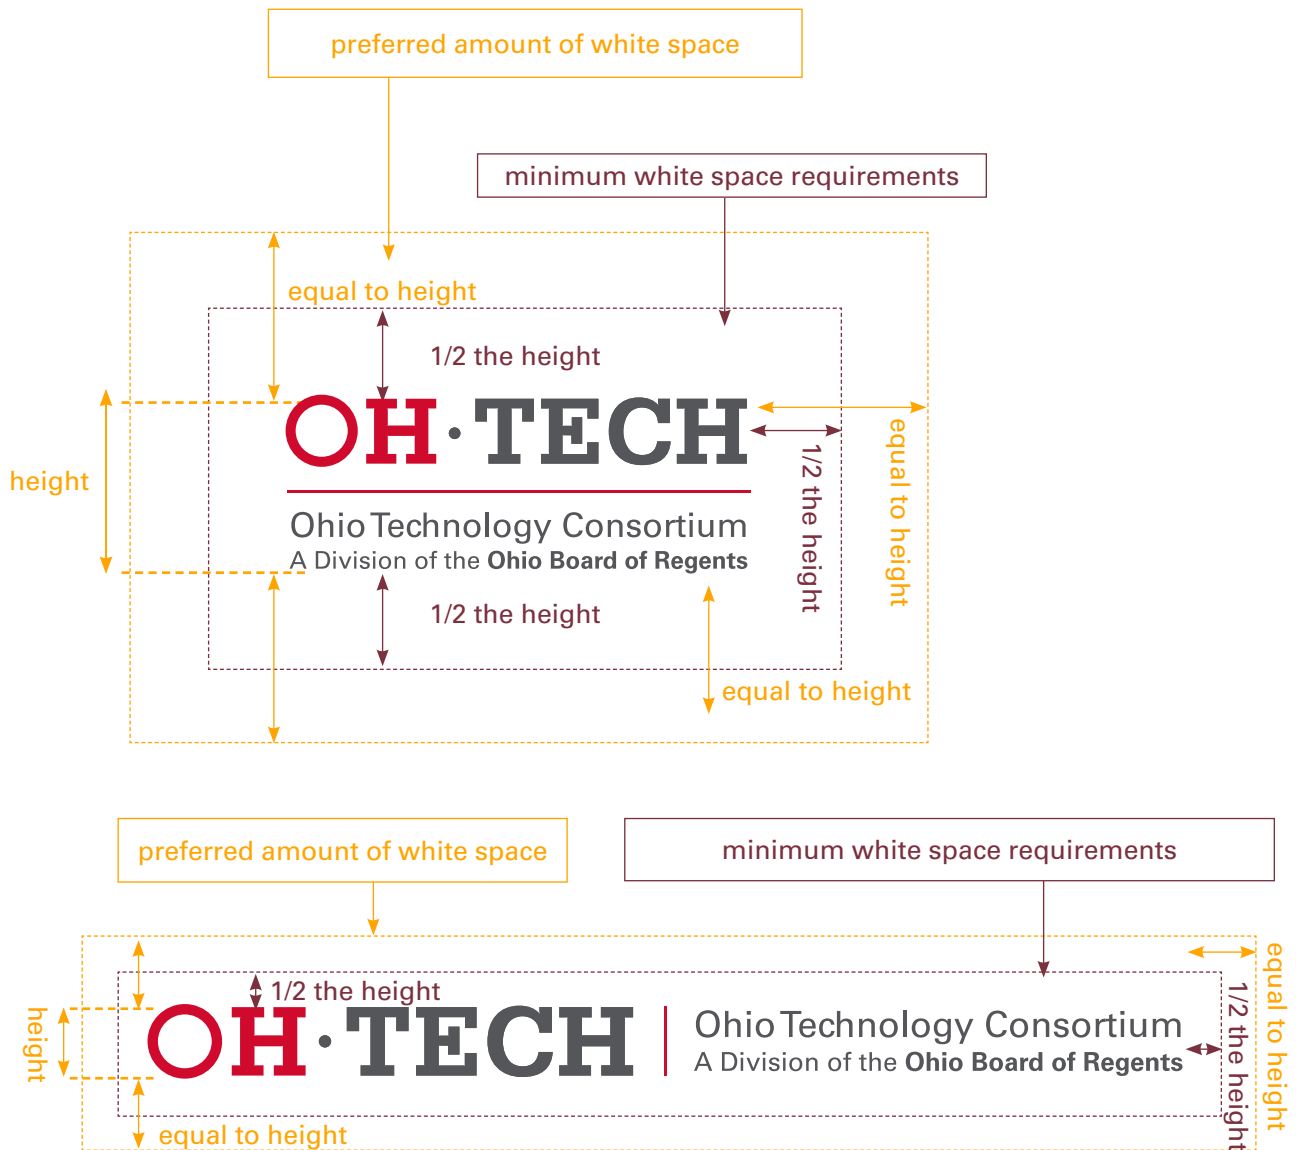 preferred amount of white space
minimum white space requirements
equal to height
1/2 the height
OH·TECH
equal to height
1/2 the height
height
Ohio Technology Consortium
A Division of the Ohio Board of Regents
1/2 the height
equal to height
preferred amount of white space
minimum white space requirements
equal to height
1/2 the height
1/2 the height
height
OH·TECH
Ohio Technology Consortium
A Division of the Ohio Board of Regents
equal to height